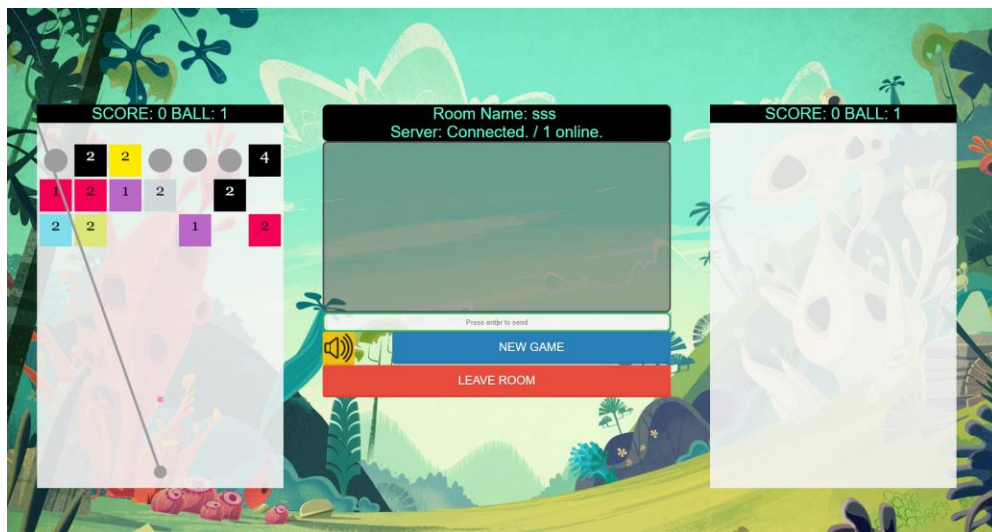 SCORE: 0 BALL: 1
2 2 4
1 2 1 2 2
2 2 1 2
Room Name: sss
Server: Connected. / 1 online.
Press enter to send
NEW GAME
LEAVE ROOM
SCORE: 0 BALL: 1